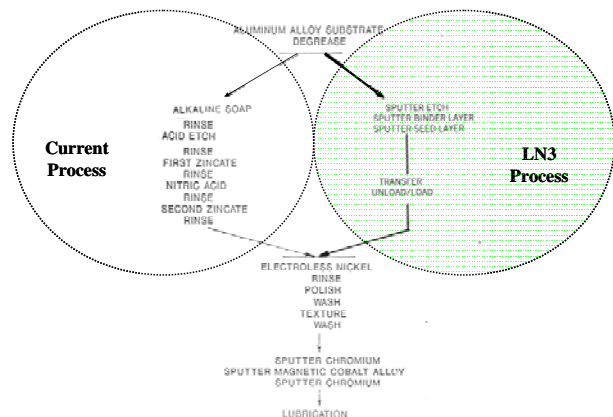 ALUMINUM ALLOY SUBSTRATE
DEGREASE
ALKALINE SOAP
RINSE
ACID ETCH
RINSE
FIRST ZINCATE
RINSE
NITRIC ACID
RINSE
SECOND ZINCATE
RINSE
Current
Process
SPUTTER ETCH
SPUTTER BINDER LAYER
SPUTTER SEED LAYER
TRANSFER
UNLOAD/LOAD
LN3
Process
ELECTROLESS NICKEL
RINSE
POLISH
WASH
TEXTURE
WASH
SPUTTER CHROMIUM
SPUTTER MAGNETIC COBALT ALLOY
SPUTTER CHROMIUM
LUBRICATION